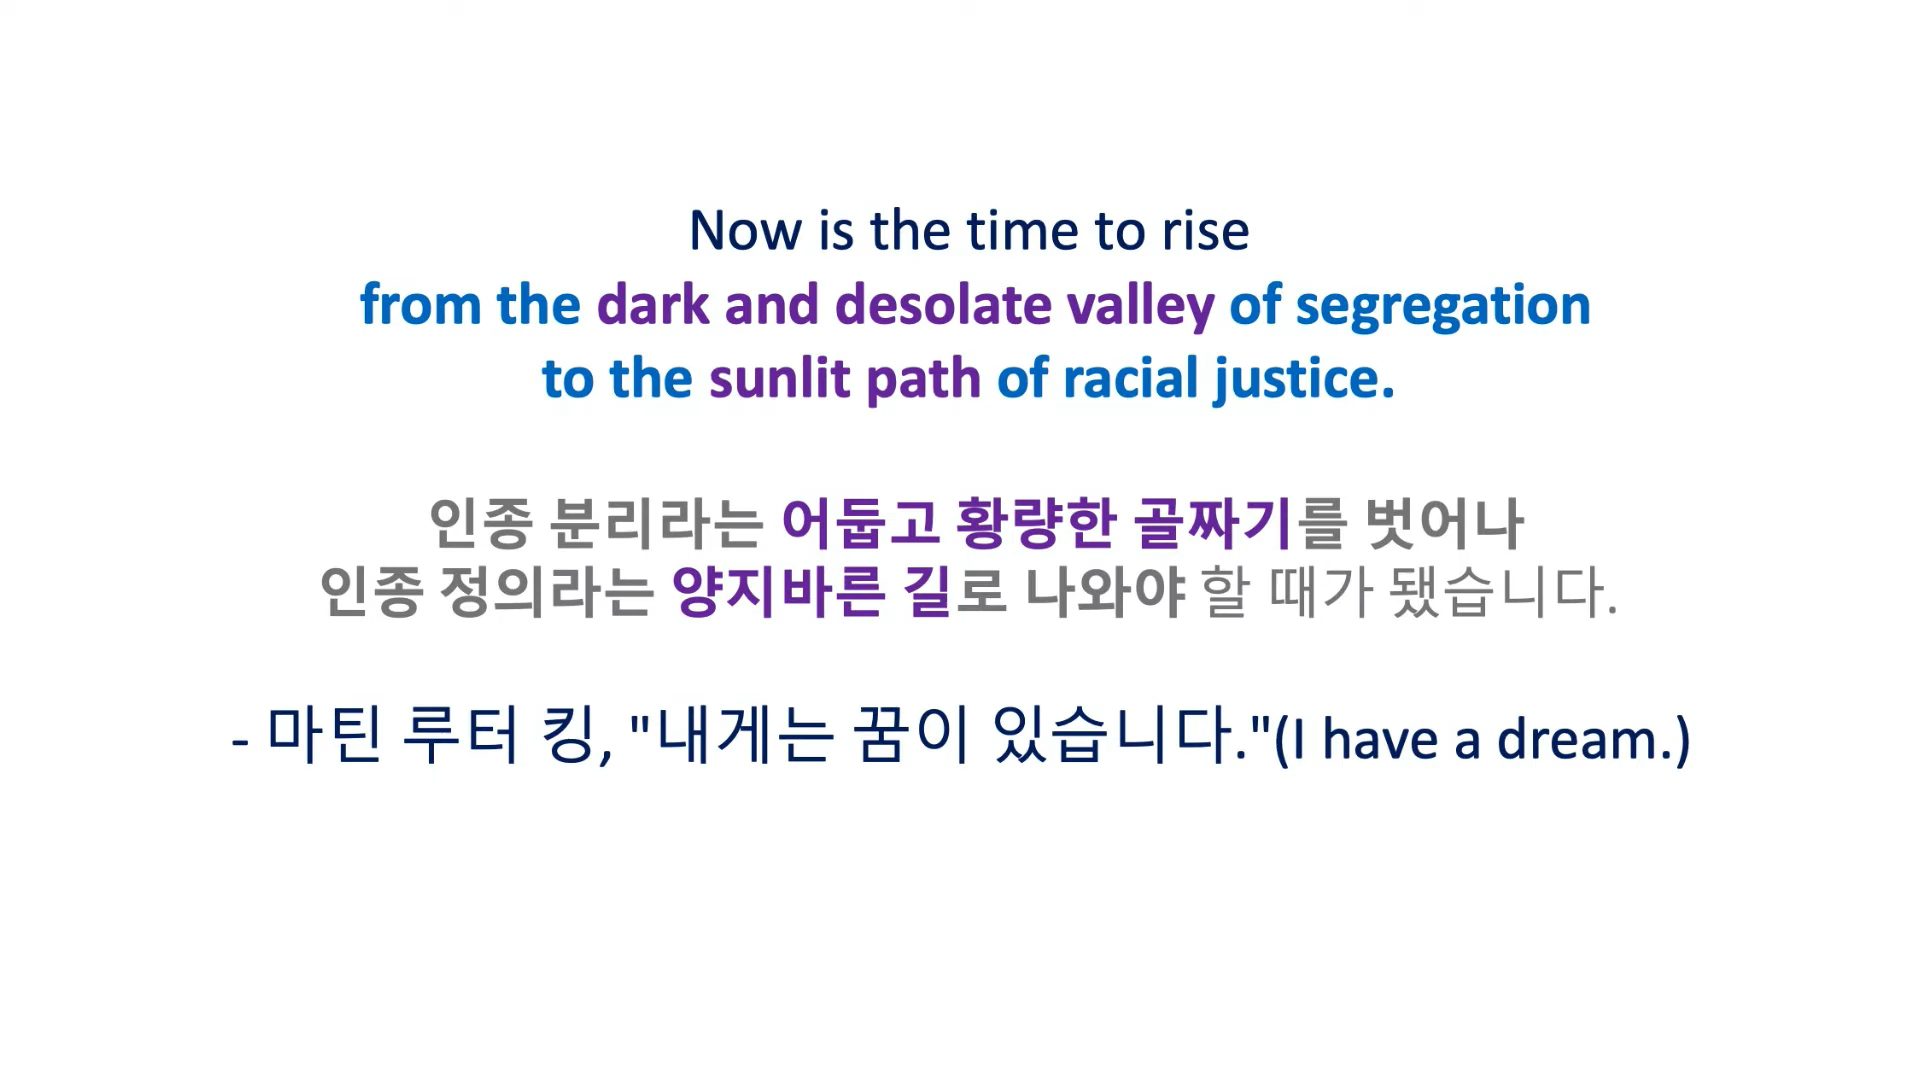 Now is the time to rise
from the dark and desolate valley of segregation
to the sunlit path of racial justice.
인종 분리라는 어둡고 황량한 골짜기를 벗어나
인종 정의라는 양지바른 길로 나와야 할 때가 됐습니다.
- 마틴 루터 킹, "내게는 꿈이 있습니다."(I have a dream.)